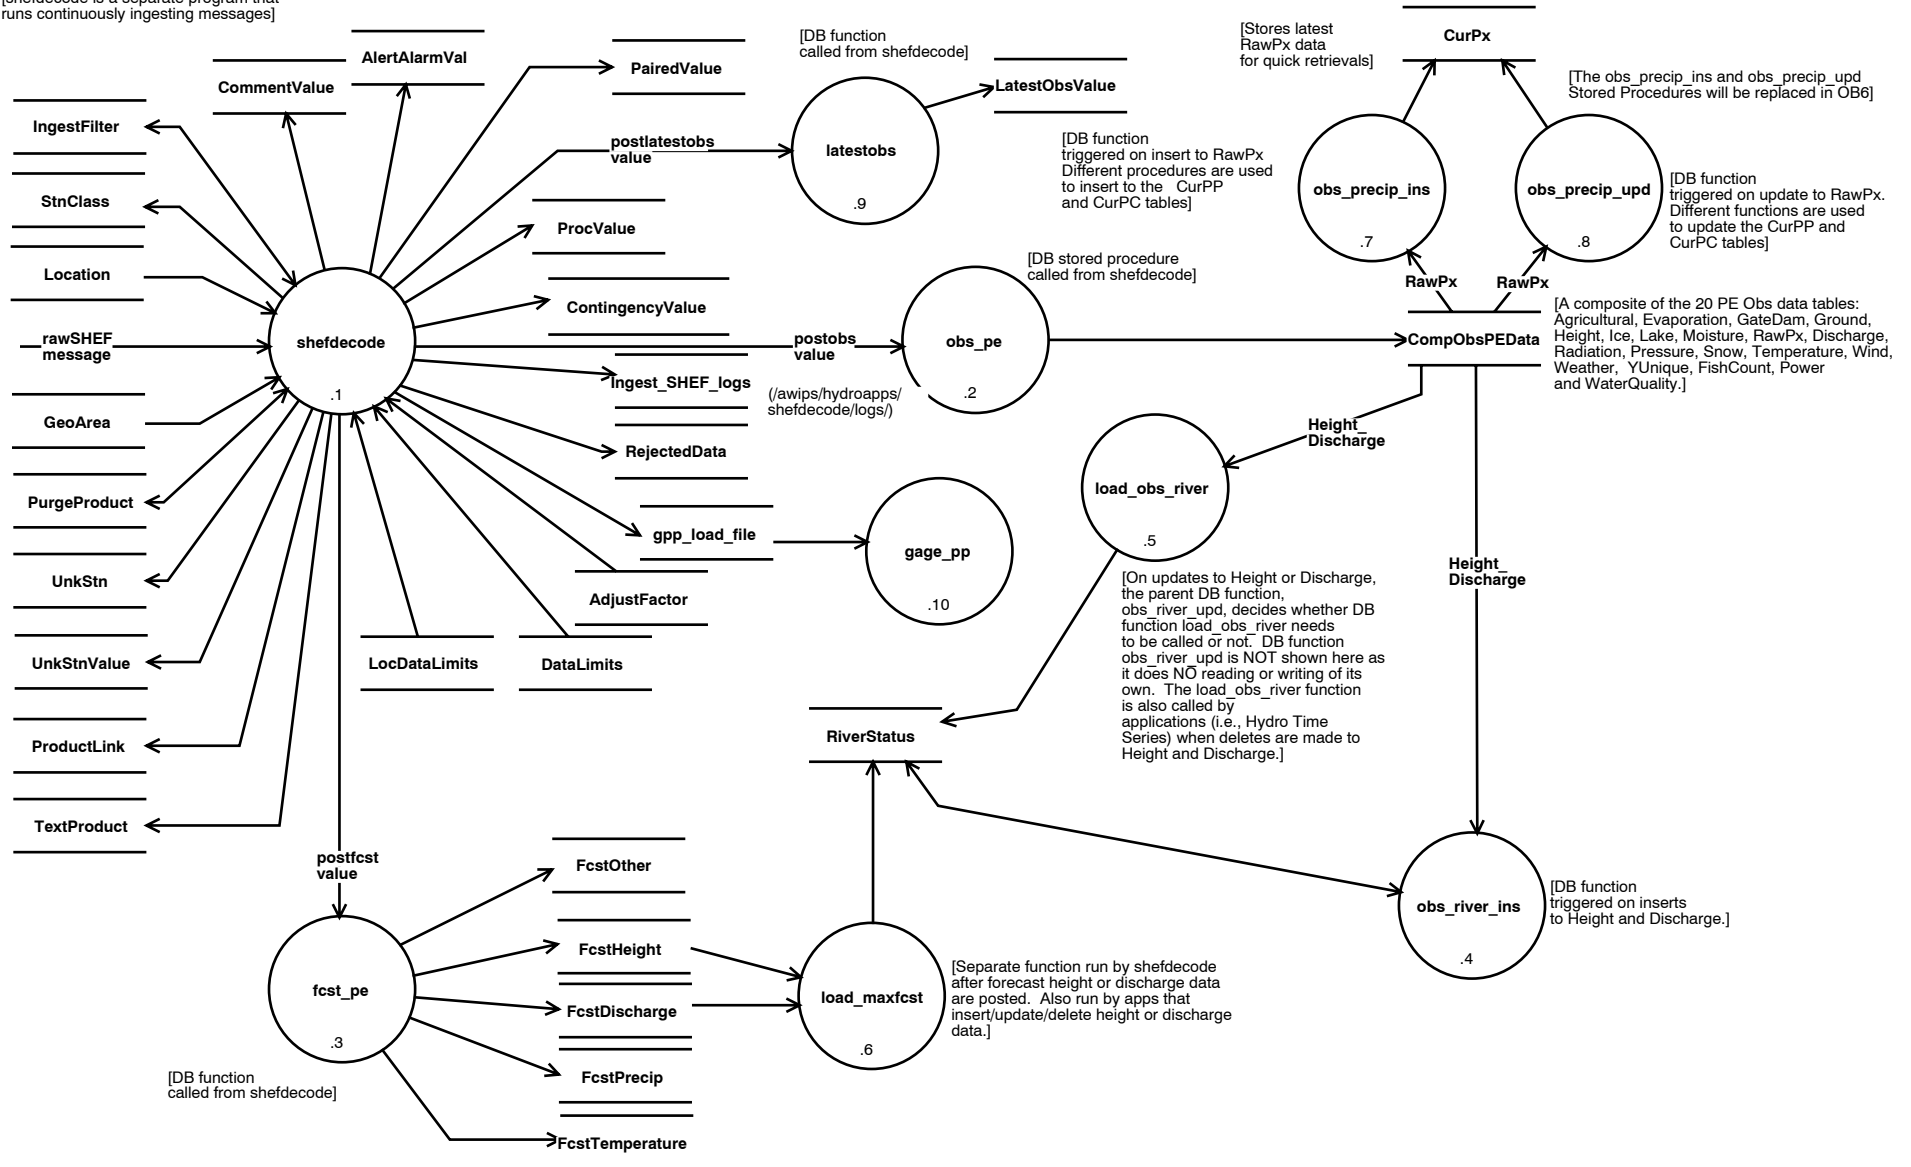 [shefdecode is a separate program that
runs continuously ingesting messages]
CommentValue
AlertAlarmVal
PairedValue
[DB function
called from shefdecode]
LatestObsValue
[Stores latest
RawPx data
for quick retrievals]
CurPx
[The obs_precip_ins and obs_precip_upd
Stored Procedures will be replaced in OB6]
IngestFilter
StnClass
Location
rawSHEF
message
GeoArea
PurgeProduct
UnkStn
UnkStnValue
ProductLink
TextProduct
shefdecode
.1
postlatestobs
value
latestobs
.9
[DB function
triggered on insert to RawPx
Different procedures are used
to insert to the CurPP
and CurPC tables]
obs_precip_ins
.7
obs_precip_upd
.8
[DB function
triggered on update to RawPx.
Different functions are used
to update the CurPP and
CurPC tables]
ProcValue
ContingencyValue
postobs
value
[DB stored procedure
called from shefdecode]
obs_pe
.2
RawPx
RawPx
CompObsPEData
[A composite of the 20 PE Obs data tables:
Agricultural, Evaporation, GateDam, Ground,
Height, Ice, Lake, Moisture, RawPx, Discharge,
Radiation, Pressure, Snow, Temperature, Wind,
Weather, YUnique, FishCount, Power
and WaterQuality.]
Ingest_SHEF_logs
(/awips/hydroapps/
shefdecode/logs/)
RejectedData
gpp_load_file
gage_pp
.10
AdjustFactor
LocDataLimits
DataLimits
Height_
Discharge
load_obs_river
.5
[On updates to Height or Discharge,
the parent DB function,
obs_river_upd, decides whether DB
function load_obs_river needs
to be called or not. DB function
obs_river_upd is NOT shown here as
it does NO reading or writing of its
own. The load_obs_river function
is also called by
applications (i.e., Hydro Time
Series) when deletes are made to
Height and Discharge.]
Height_
Discharge
RiverStatus
postfcst
value
fcst_pe
.3
[DB function
called from shefdecode]
FcstOther
FcstHeight
FcstDischarge
FcstPrecip
FcstTemperature
load_maxfcst
.6
[Separate function run by shefdecode
after forecast height or discharge data
are posted. Also run by apps that
insert/update/delete height or discharge
data.]
obs_river_ins
.4
[DB function
triggered on inserts
to Height and Discharge.]